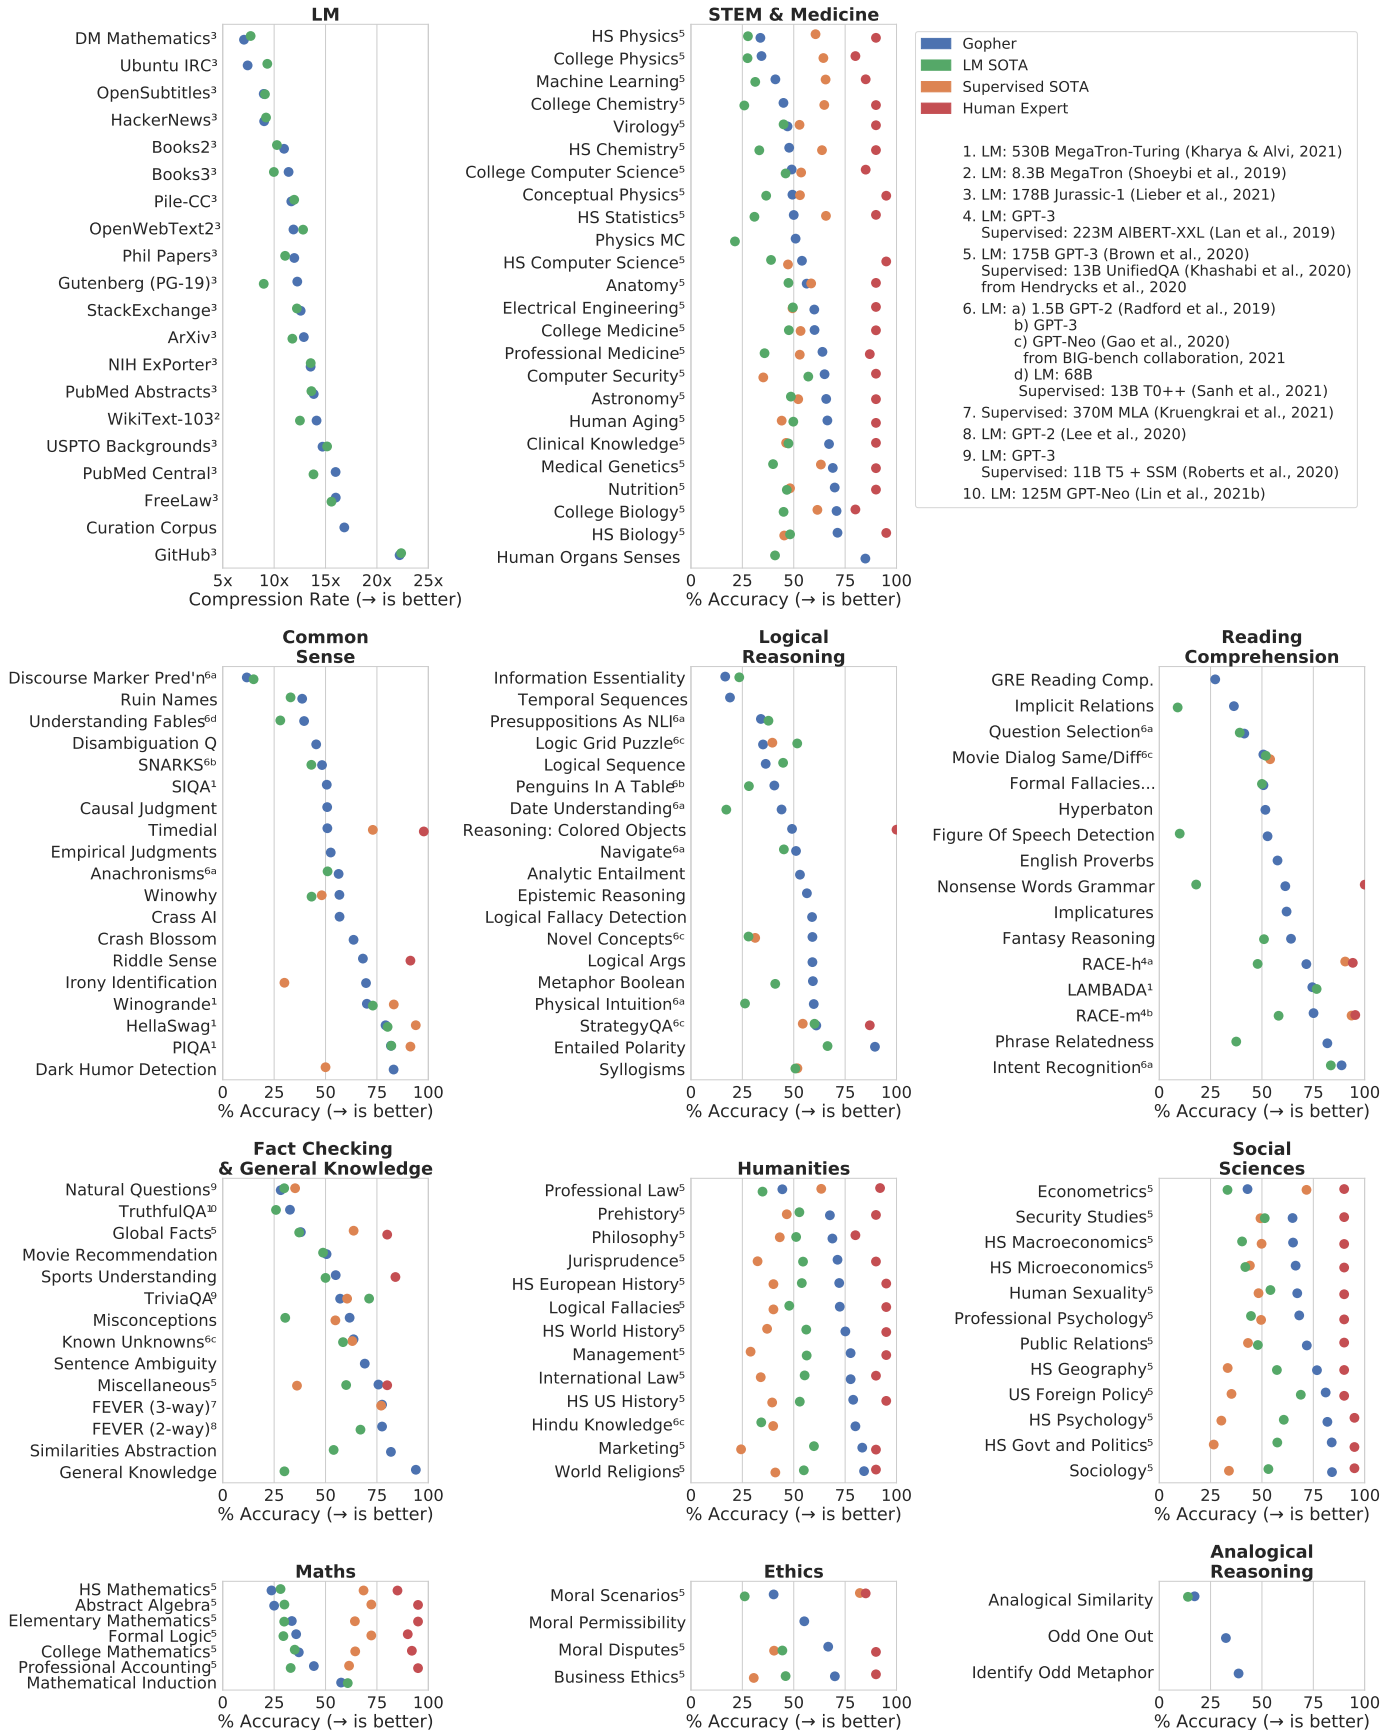 LM
DM Mathematics³
Ubuntu IRC³
OpenSubtitles³
HackerNews³
Books2³
Books3³
Pile-CC³
OpenWebText2³
Phil Papers³
Gutenberg (PG-19)³
StackExchange³
ArXiv³
NIH ExPorter³
PubMed Abstracts³
WikiText-103²
USPTO Backgrounds³
PubMed Central³
FreeLaw³
Curation Corpus
GitHub³
5x 10x 15x 20x 25x
Compression Rate (→ is better)
STEM & Medicine
HS Physics⁵
College Physics⁵
Machine Learning⁵
College Chemistry⁵
Virology⁵
HS Chemistry⁵
College Computer Science⁵
Conceptual Physics⁵
HS Statistics⁵
Physics MC
HS Computer Science⁵
Anatomy⁵
Electrical Engineering⁵
College Medicine⁵
Professional Medicine⁵
Computer Security⁵
Astronomy⁵
Human Aging⁵
Clinical Knowledge⁵
Medical Genetics⁵
Nutrition⁵
College Biology⁵
HS Biology⁵
Human Organs Senses
0 25 50 75 100
% Accuracy (→ is better)
Gopher
LM SOTA
Supervised SOTA
Human Expert
1. LM: 530B MegaTron-Turing (Kharya & Alvi, 2021)
2. LM: 8.3B MegaTron (Shoeybi et al., 2019)
3. LM: 178B Jurassic-1 (Lieber et al., 2021)
4. LM: GPT-3
Supervised: 223M AlBERT-XXL (Lan et al., 2019)
5. LM: 175B GPT-3 (Brown et al., 2020)
Supervised: 13B UnifiedQA (Khashabi et al., 2020)
from Hendrycks et al., 2020
6. LM: a) 1.5B GPT-2 (Radford et al., 2019)
b) GPT-3
c) GPT-Neo (Gao et al., 2020)
from BIG-bench collaboration, 2021
d) LM: 68B
Supervised: 13B T0++ (Sanh et al., 2021)
7. Supervised: 370M MLA (Kruengkrai et al., 2021)
8. LM: GPT-2 (Lee et al., 2020)
9. LM: GPT-3
Supervised: 11B T5 + SSM (Roberts et al., 2020)
10. LM: 125M GPT-Neo (Lin et al., 2021b)
Common
Sense
Discourse Marker Pred'n⁶ᵃ
Ruin Names
Understanding Fables⁶ᵈ
Disambiguation Q
SNARKS⁶ᵇ
SIQA¹
Causal Judgment
Timedial
Empirical Judgments
Anachronisms⁶ᵃ
Winowhy
Crass AI
Crash Blossom
Riddle Sense
Irony Identification
Winogrande¹
HellaSwag¹
PIQA¹
Dark Humor Detection
0 25 50 75 100
% Accuracy (→ is better)
Logical
Reasoning
Information Essentiality
Temporal Sequences
Presuppositions As NLI⁶ᵃ
Logic Grid Puzzle⁶ᶜ
Logical Sequence
Penguins In A Table⁶ᵇ
Date Understanding⁶ᵃ
Reasoning: Colored Objects
Navigate⁶ᵃ
Analytic Entailment
Epistemic Reasoning
Logical Fallacy Detection
Novel Concepts⁶ᶜ
Logical Args
Metaphor Boolean
Physical Intuition⁶ᵃ
StrategyQA⁶ᶜ
Entailed Polarity
Syllogisms
0 25 50 75 100
% Accuracy (→ is better)
Reading
Comprehension
GRE Reading Comp.
Implicit Relations
Question Selection⁶ᵃ
Movie Dialog Same/Diff⁶ᶜ
Formal Fallacies...
Hyperbaton
Figure Of Speech Detection
English Proverbs
Nonsense Words Grammar
Implicatures
Fantasy Reasoning
RACE-h⁴ᵃ
LAMBADA¹
RACE-m⁴ᵇ
Phrase Relatedness
Intent Recognition⁶ᵃ
0 25 50 75 100
% Accuracy (→ is better)
Fact Checking
& General Knowledge
Natural Questions⁹
TruthfulQA¹⁰
Global Facts⁵
Movie Recommendation
Sports Understanding
TriviaQA⁹
Misconceptions
Known Unknowns⁶ᶜ
Sentence Ambiguity
Miscellaneous⁵
FEVER (3-way)⁷
FEVER (2-way)⁸
Similarities Abstraction
General Knowledge
0 25 50 75 100
% Accuracy (→ is better)
Humanities
Professional Law⁵
Prehistory⁵
Philosophy⁵
Jurisprudence⁵
HS European History⁵
Logical Fallacies⁵
HS World History⁵
Management⁵
International Law⁵
HS US History⁵
Hindu Knowledge⁶ᶜ
Marketing⁵
World Religions⁵
0 25 50 75 100
% Accuracy (→ is better)
Social
Sciences
Econometrics⁵
Security Studies⁵
HS Macroeconomics⁵
HS Microeconomics⁵
Human Sexuality⁵
Professional Psychology⁵
Public Relations⁵
HS Geography⁵
US Foreign Policy⁵
HS Psychology⁵
HS Govt and Politics⁵
Sociology⁵
0 25 50 75 100
% Accuracy (→ is better)
Maths
HS Mathematics⁵
Abstract Algebra⁵
Elementary Mathematics⁵
Formal Logic⁵
College Mathematics⁵
Professional Accounting⁵
Mathematical Induction
0 25 50 75 100
% Accuracy (→ is better)
Ethics
Moral Scenarios⁵
Moral Permissibility
Moral Disputes⁵
Business Ethics⁵
0 25 50 75 100
% Accuracy (→ is better)
Analogical
Reasoning
Analogical Similarity
Odd One Out
Identify Odd Metaphor
0 25 50 75 100
% Accuracy (→ is better)